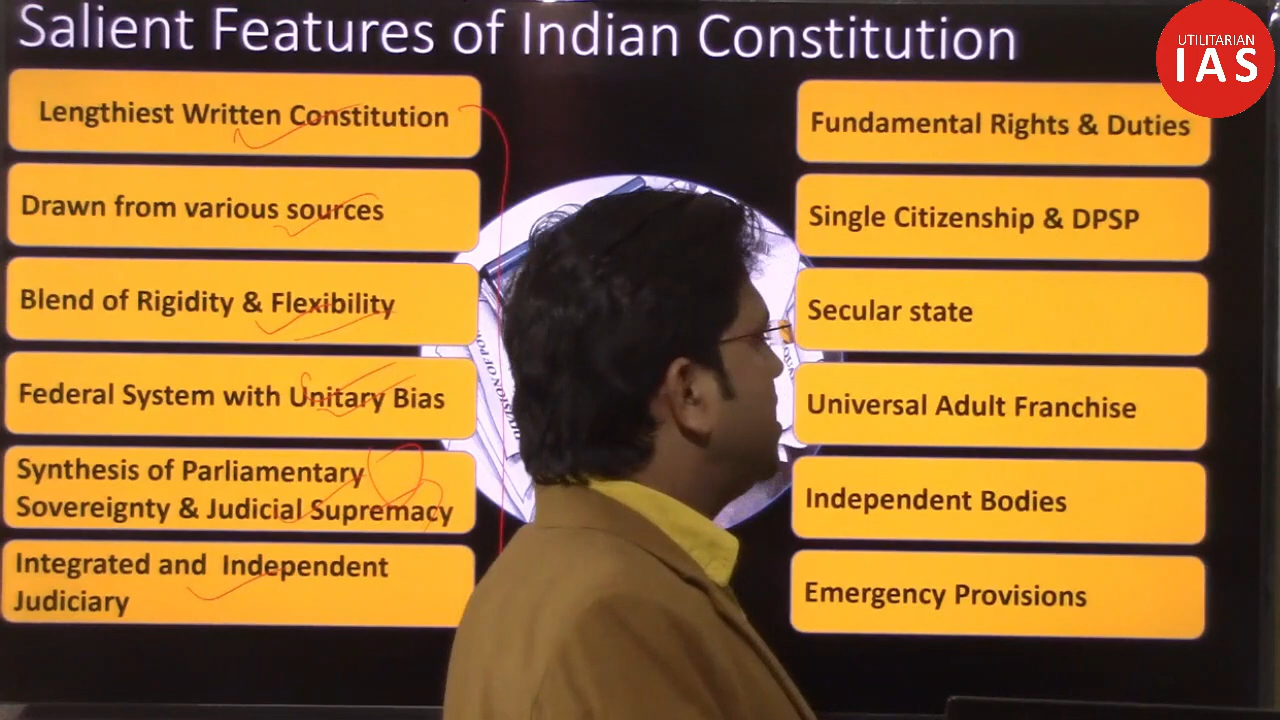 Salient Features of Indian Constitution
UTILITARIAN
IAS
Lengthiest Written Constitution
Drawn from various sources
Blend of Rigidity & Flexibility
Federal System with Unitary Bias
Synthesis of Parliamentary
Sovereignty & Judicial Supremacy
Integrated and Independent
Judiciary
Fundamental Rights & Duties
Single Citizenship & DPSP
Secular state
Universal Adult Franchise
Independent Bodies
Emergency Provisions